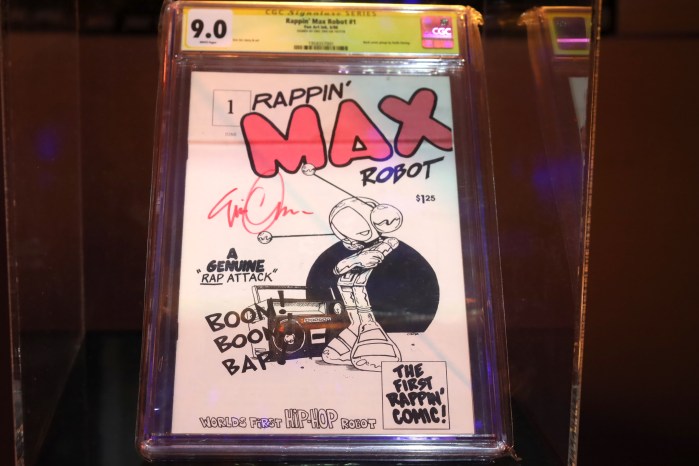 CGC Signature SERIES
9.0
Rappin' Max Robot #1
CGC
1
RAPPIN'
MAX
ROBOT
$1.25
A
GENUINE
"RAP ATTACK"
BOOM!
BOOM
BAP!
THE
FIRST
RAPPIN'
COMIC!
WORLDS FIRST HIP-HOP ROBOT